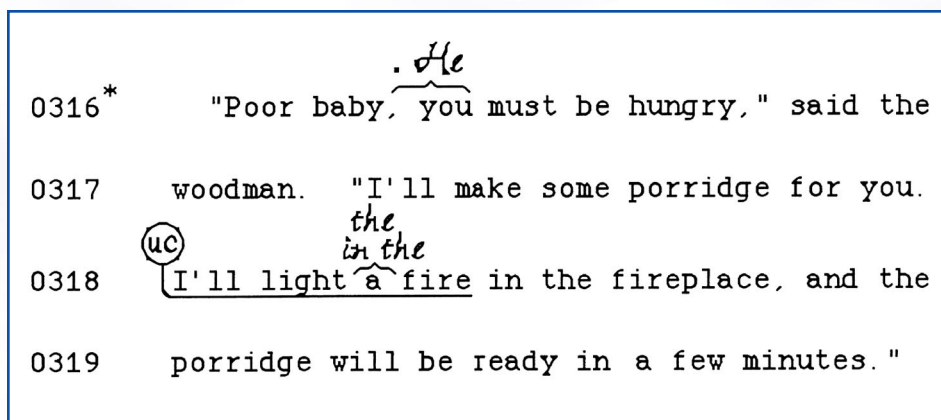 . He
0316* "Poor baby, you must be hungry," said the
0317 woodman. "I'll make some porridge for you.
the
uc in the
0318 I'll light a fire in the fireplace, and the
0319 porridge will be ready in a few minutes."